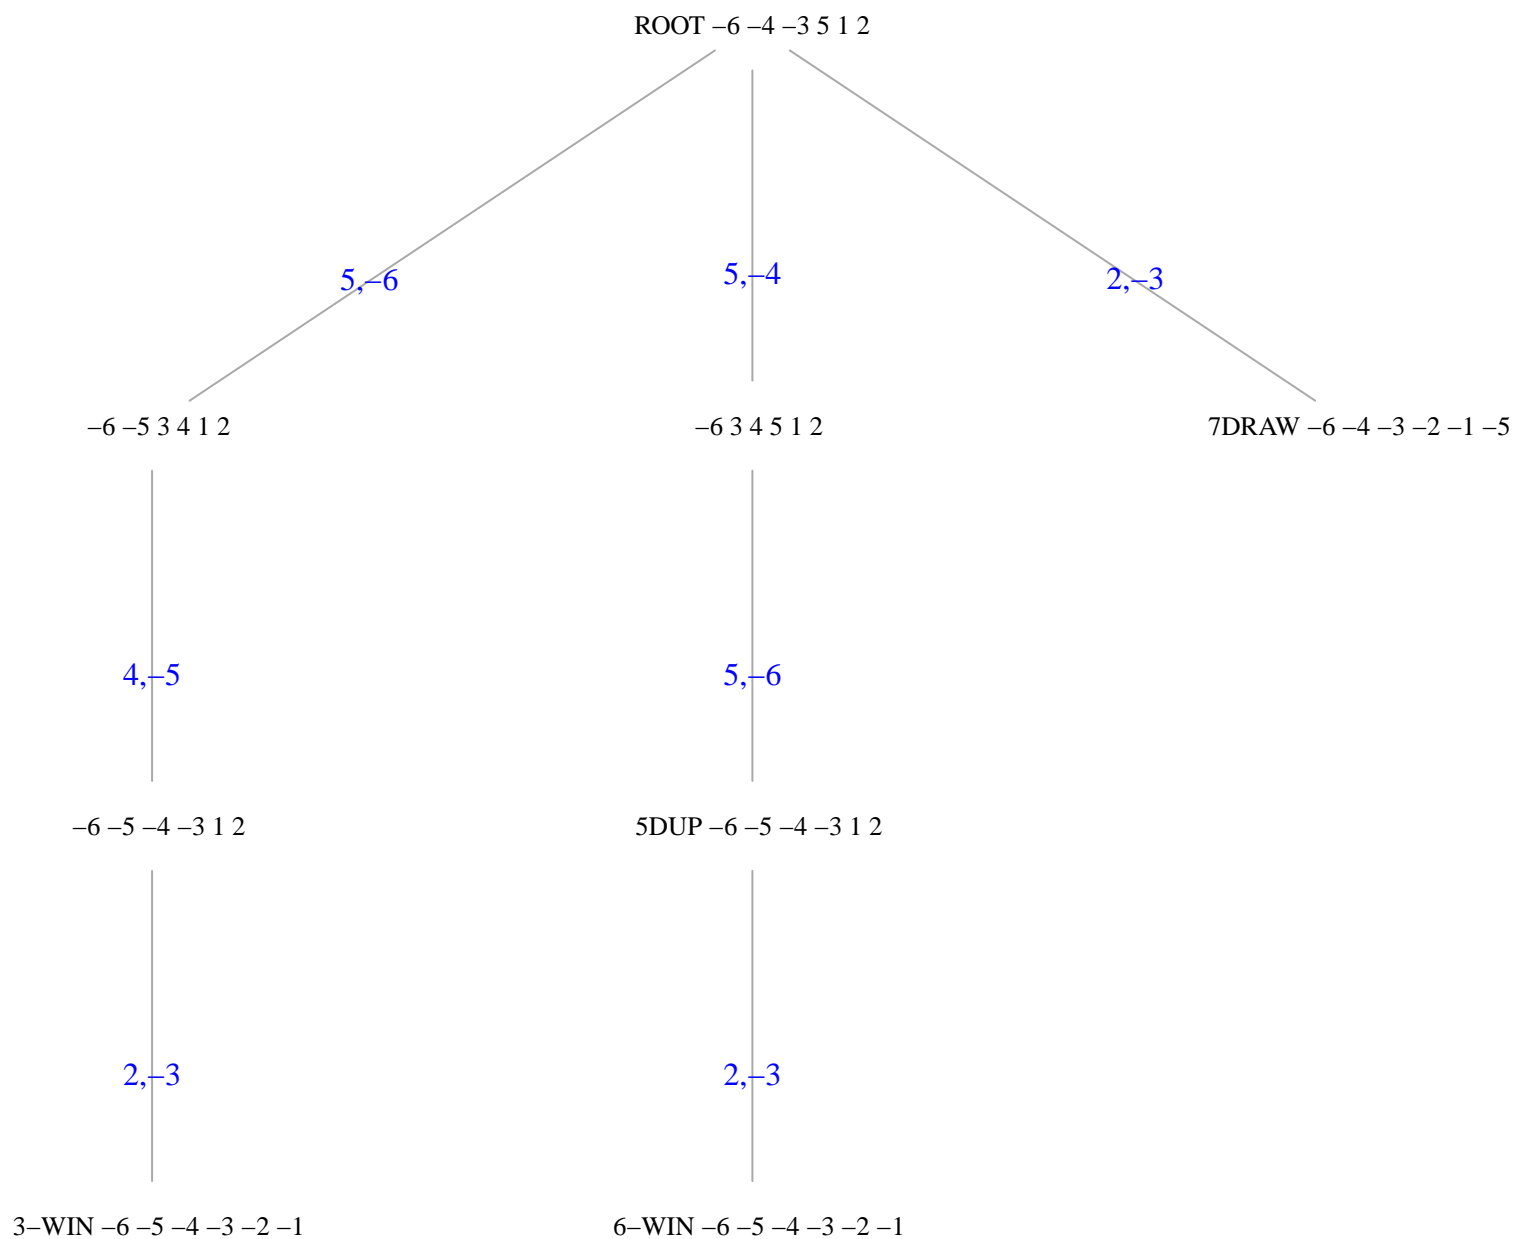 ROOT –6 –4 –3 5 1 2
5,–6
5,–4
2,–3
–6 –5 3 4 1 2
–6 3 4 5 1 2
7DRAW –6 –4 –3 –2 –1 –5
4,–5
5,–6
–6 –5 –4 –3 1 2
5DUP –6 –5 –4 –3 1 2
2,–3
2,–3
3–WIN –6 –5 –4 –3 –2 –1
6–WIN –6 –5 –4 –3 –2 –1